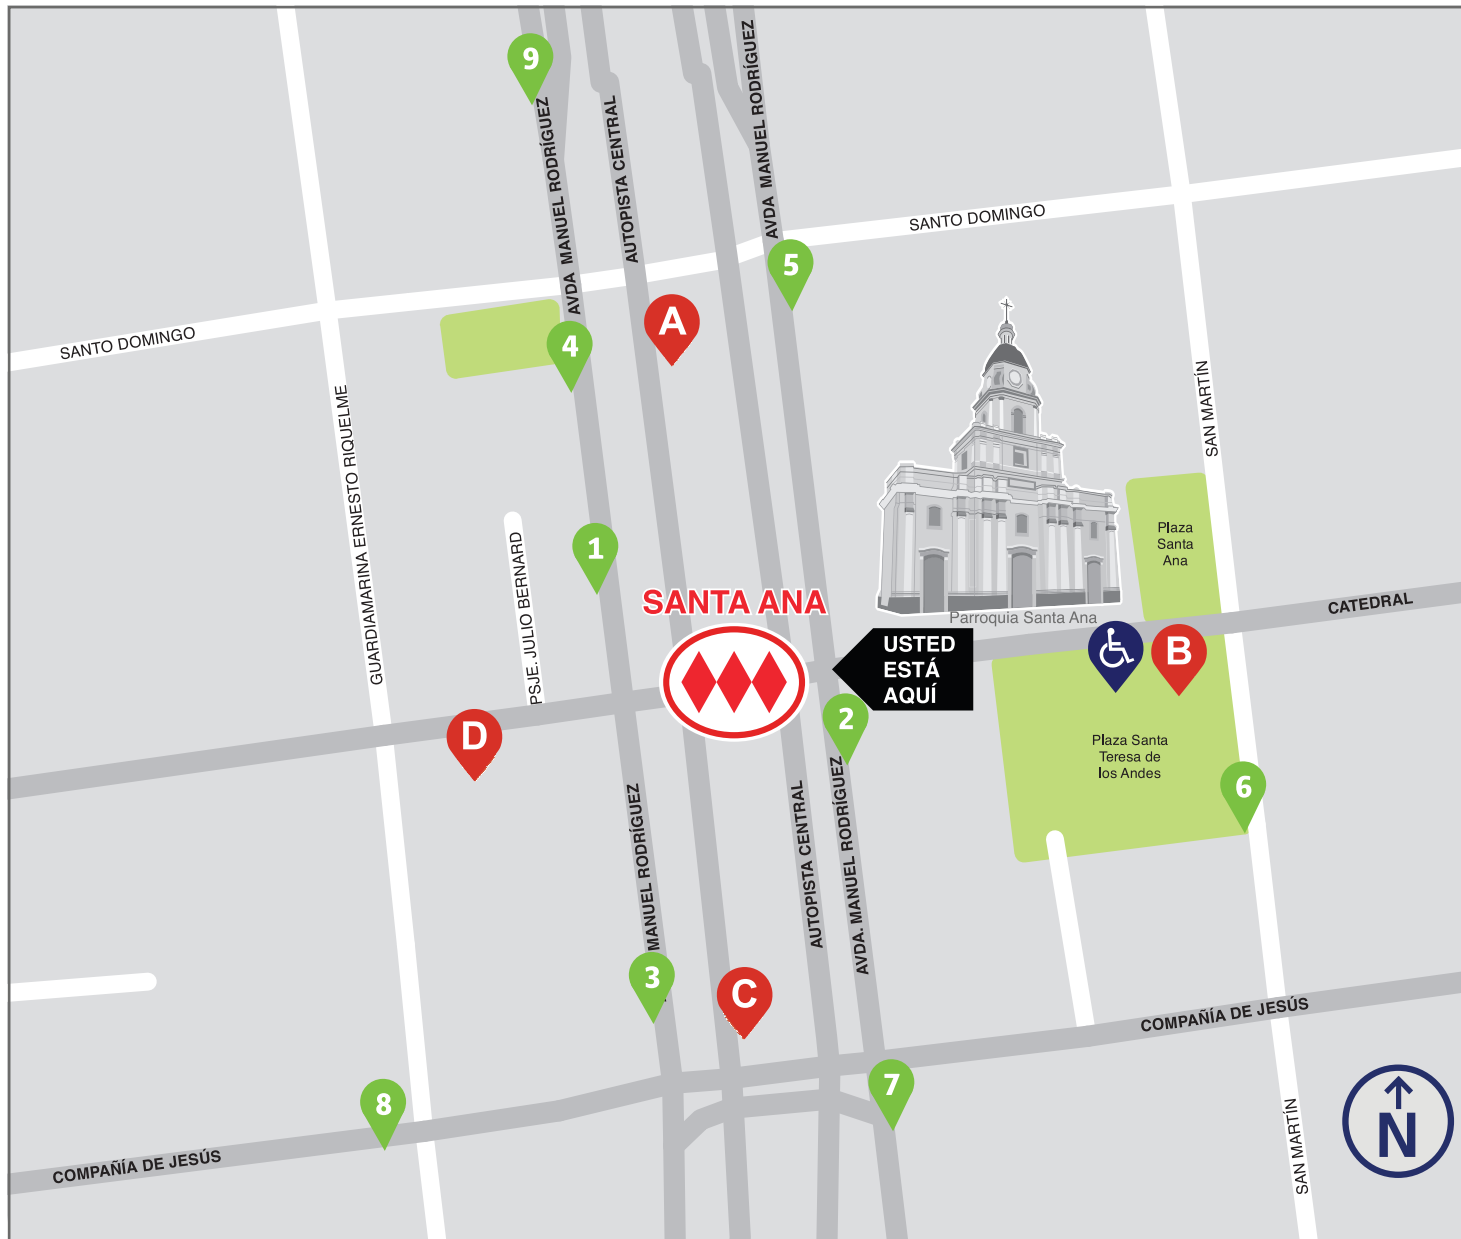 9
AVDA MANUEL RODRÍGUEZ
AUTOPISTA CENTRAL
AVDA MANUEL RODRÍGUEZ
SANTO DOMINGO
5
A
4
SANTO DOMINGO
GUARDIAMARINA ERNESTO RIQUELME
SAN MARTÍN
1
PSJE. JULIO BERNARD
Plaza
Santa
Ana
SANTA ANA
Parroquia Santa Ana
CATEDRAL
USTED
ESTÁ
AQUÍ
B
2
D
Plaza Santa
Teresa de
los Andes
6
MANUEL RODRÍGUEZ
AUTOPISTA CENTRAL
AVDA. MANUEL RODRÍGUEZ
3
C
COMPAÑÍA DE JESÚS
7
8
COMPAÑÍA DE JESÚS
SAN MARTÍN
N